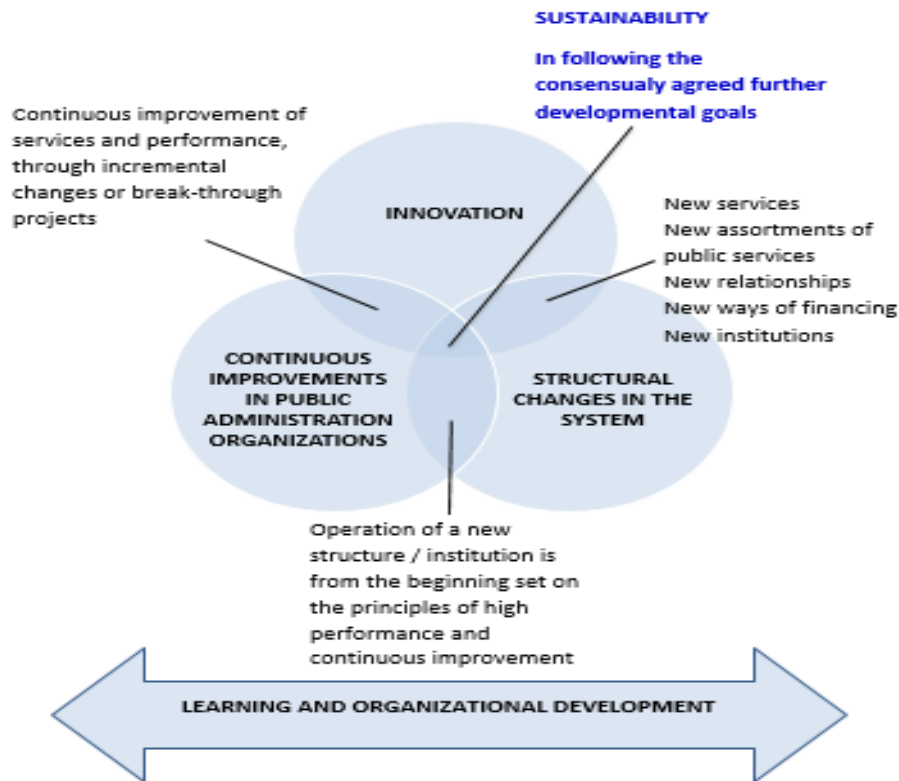 SUSTAINABILITY
In following the
consensualy agreed further
developmental goals
Continuous improvement of
services and performance,
through incremental
changes or break-through
projects
INNOVATION
New services
New assortments of
public services
New relationships
New ways of financing
New institutions
CONTINUOUS
IMPROVEMENTS
IN PUBLIC
ADMINISTRATION
ORGANIZATIONS
STRUCTURAL
CHANGES IN THE
SYSTEM
Operation of a new
structure / institution is
from the beginning set on
the principles of high
performance and
continuous improvement
LEARNING AND ORGANIZATIONAL DEVELOPMENT